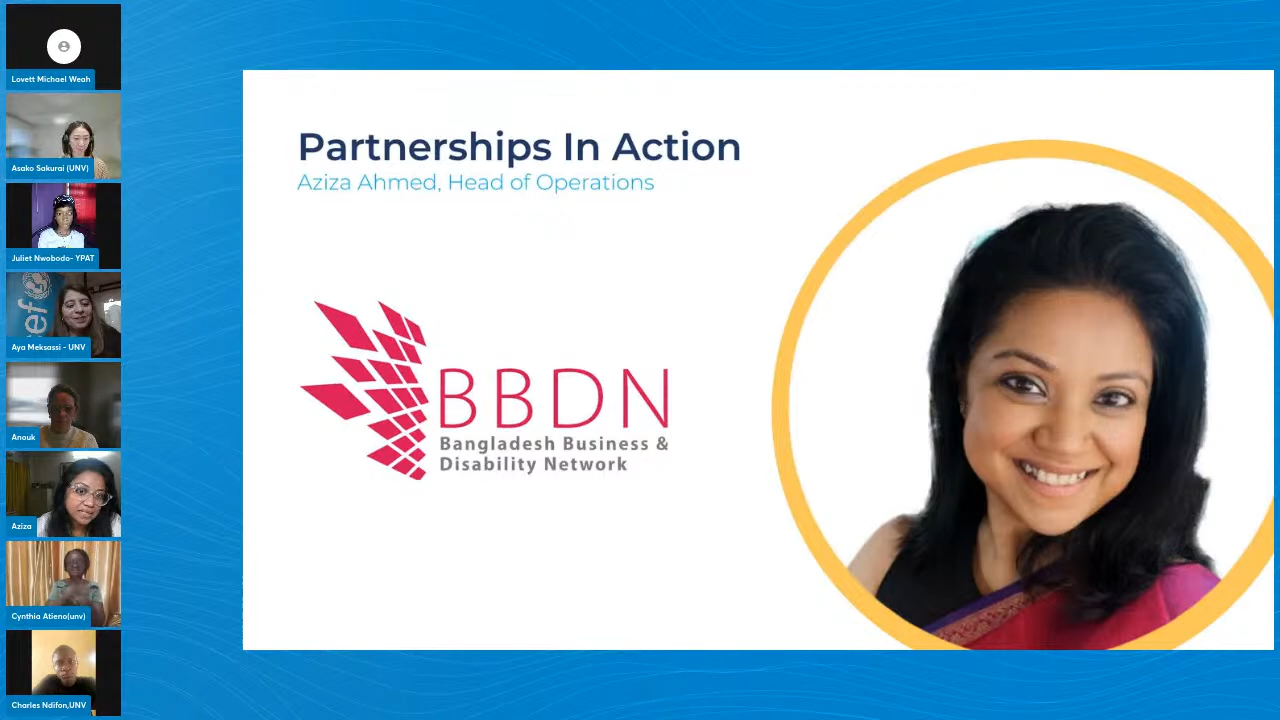 Lovett Michael Weah
Asako Sakurai (UNV)
Juliet Nwobodo- YPAT
Aya Meksassi - UNV
Anouk
Aziza
Cynthia Atieno(unv)
Charles Ndifon,UNV
Partnerships In Action
Aziza Ahmed, Head of Operations
BBDN
Bangladesh Business &
Disability Network
cef